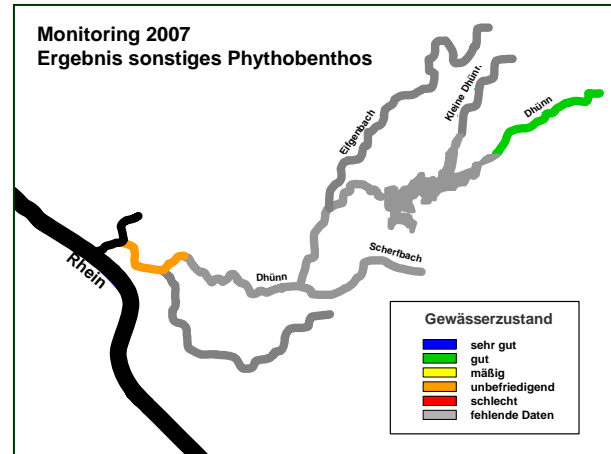 Monitoring 2007
Ergebnis sonstiges Phythobenthos
Eifgenbach
Kleine Dhünn
Dhünn
Rhein
Dhünn
Scherfbach
Gewässerzustand
sehr gut
gut
mäßig
unbefriedigend
schlecht
fehlende Daten